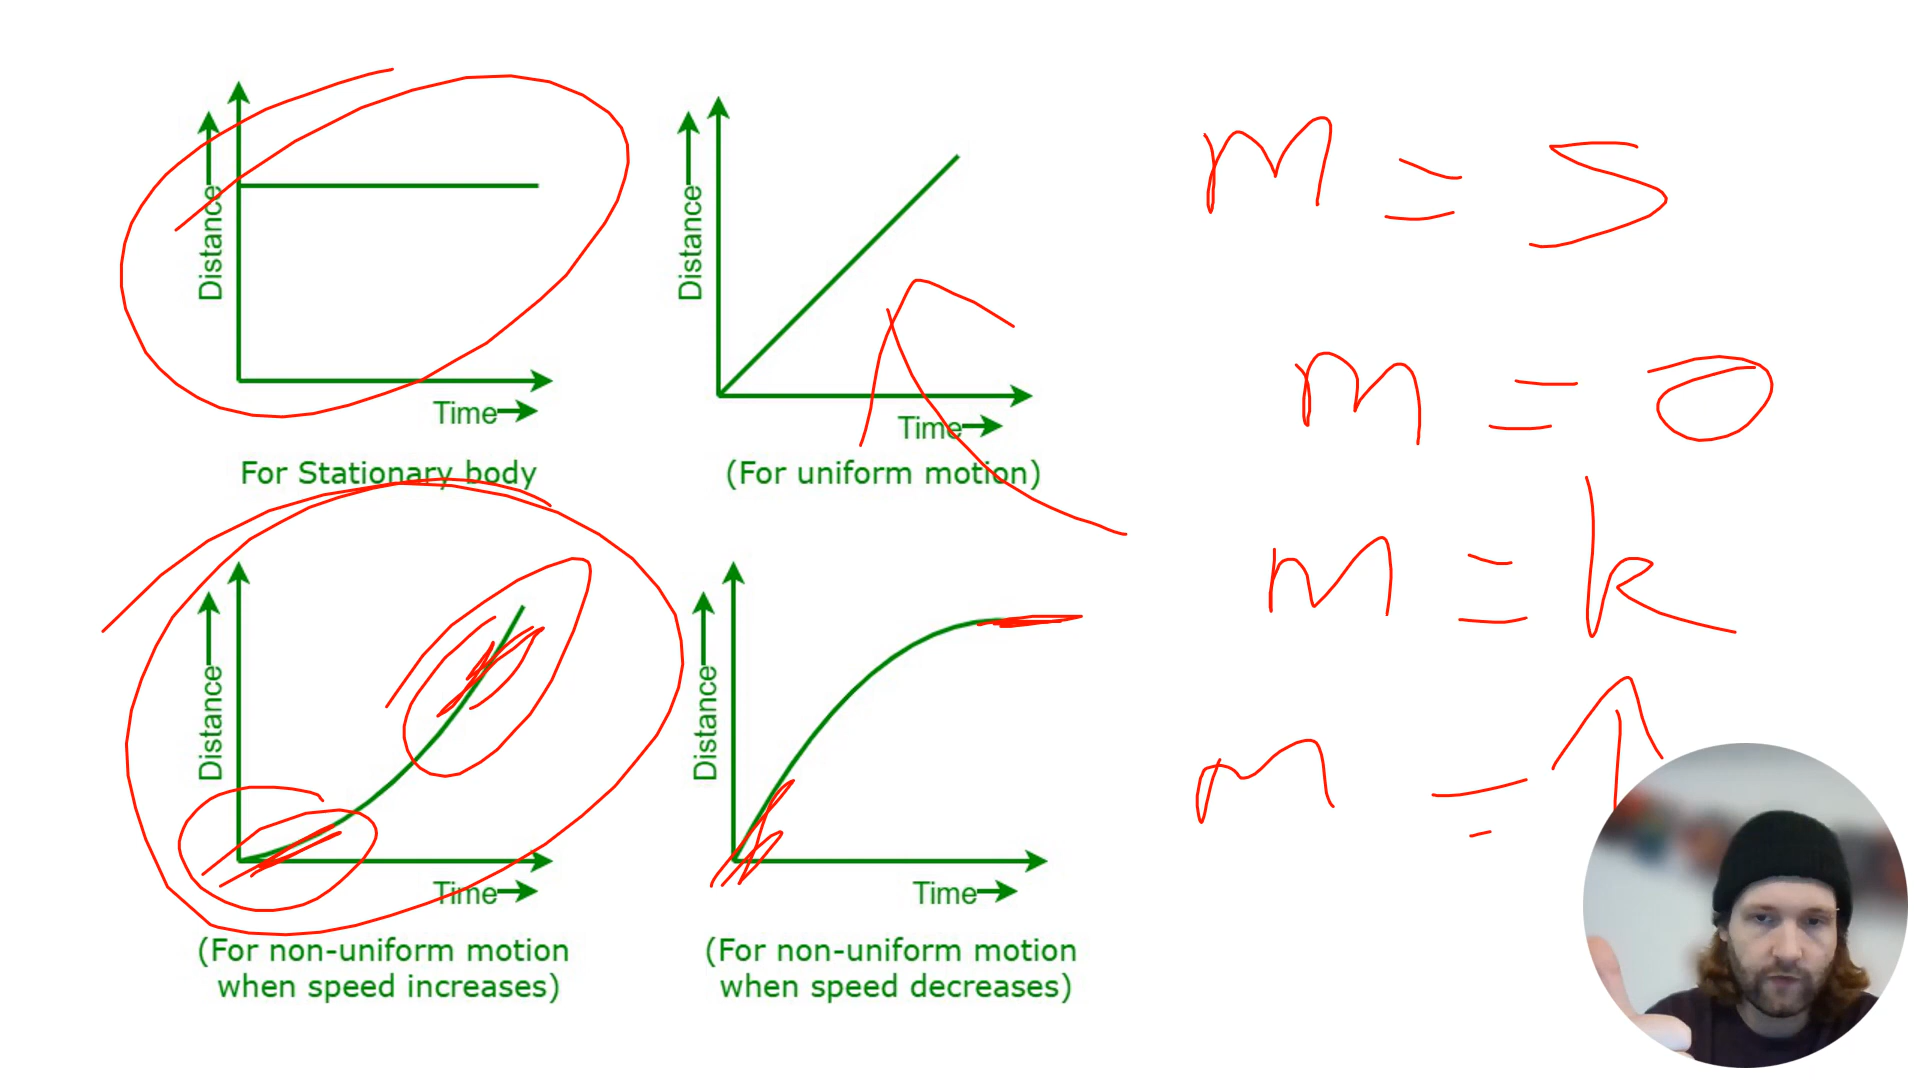 Distance
Time
For Stationary body
Distance
Time
(For uniform motion)
Distance
Time
(For non-uniform motion
when speed increases)
Distance
Time
(For non-uniform motion
when speed decreases)
m = s
m = 0
m = k
m = ↑